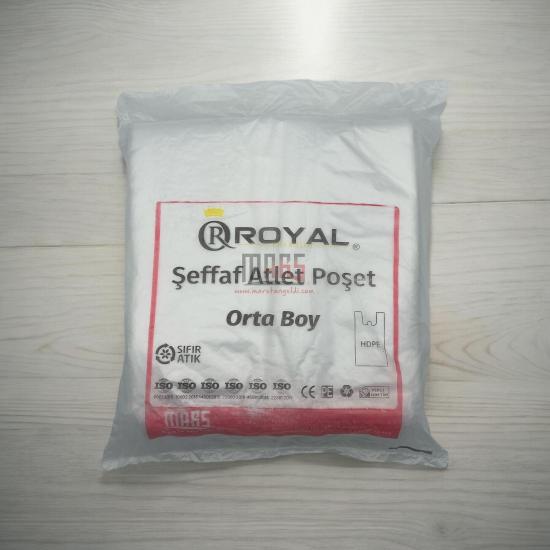 R ROYAL ®
MARS
Şeffaf Atlet Poşet
www.marstangeldi.com
Orta Boy
HDPE
SIFIR
ATIK
ISO ISO ISO ISO ISO ISO CE PE
MARS